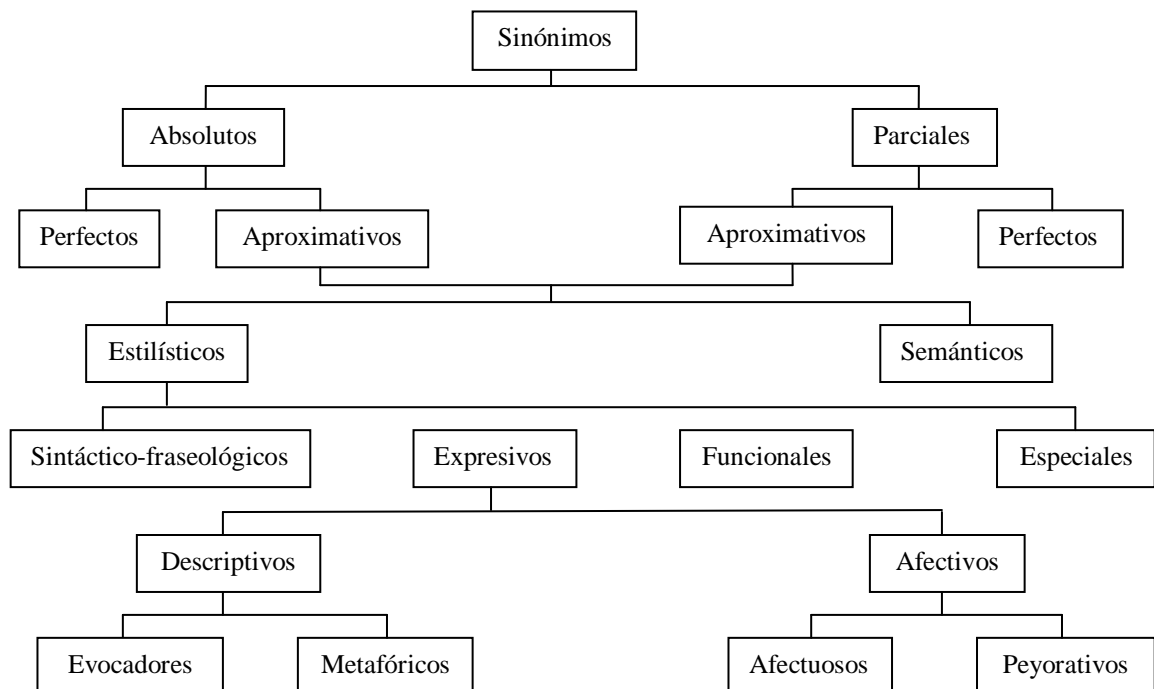 Sinónimos
Absolutos
Parciales
Perfectos
Aproximativos
Aproximativos
Perfectos
Estilísticos
Semánticos
Sintáctico-fraseológicos
Expresivos
Funcionales
Especiales
Descriptivos
Afectivos
Evocadores
Metafóricos
Afectuosos
Peyorativos